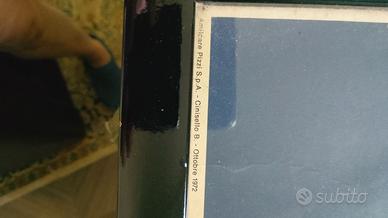 Amilcare Pizzi S.p.A. - Cinisello B. - Ottobre 1972
subito